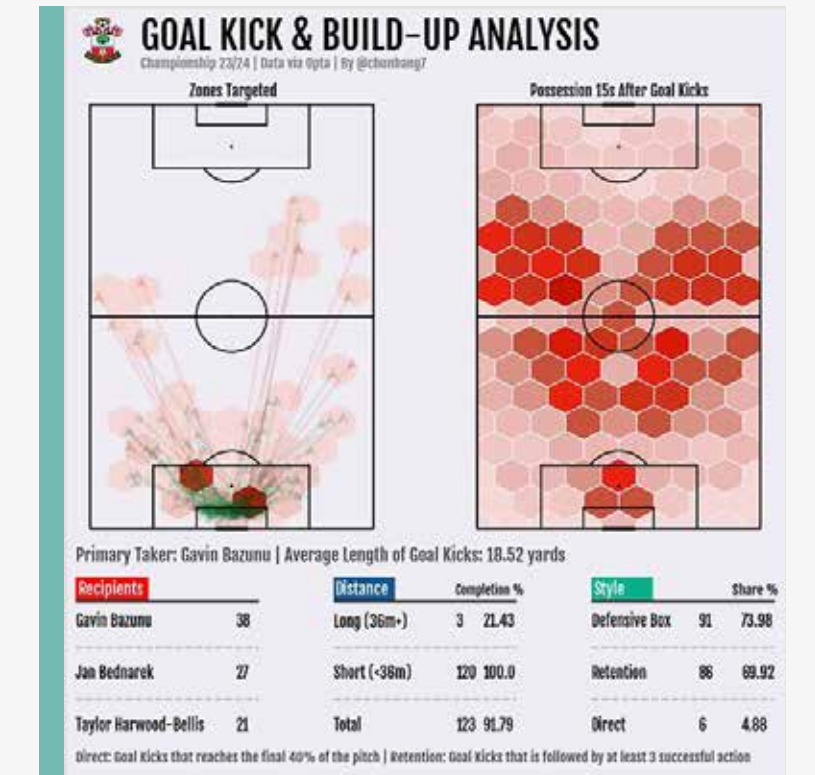 GOAL KICK & BUILD-UP ANALYSIS
Championship 23/24 | Data via Opta | By @chonhang7
Zones Targeted
Possession 15s After Goal Kicks
Primary Taker: Gavin Bazunu | Average Length of Goal Kicks: 18.52 yards
Recipients
Gavin Bazunu 38
Jan Bednarek 27
Taylor Harwood-Bellis 21
Distance Completion %
Long (36m+) 3 21.43
Short (<36m) 120 100.0
Total 123 91.79
Style Share %
Defensive Box 91 73.98
Retention 86 69.92
Direct 6 4.88
Direct: Goal Kicks that reaches the final 40% of the pitch | Retention: Goal Kicks that is followed by at least 3 successful action